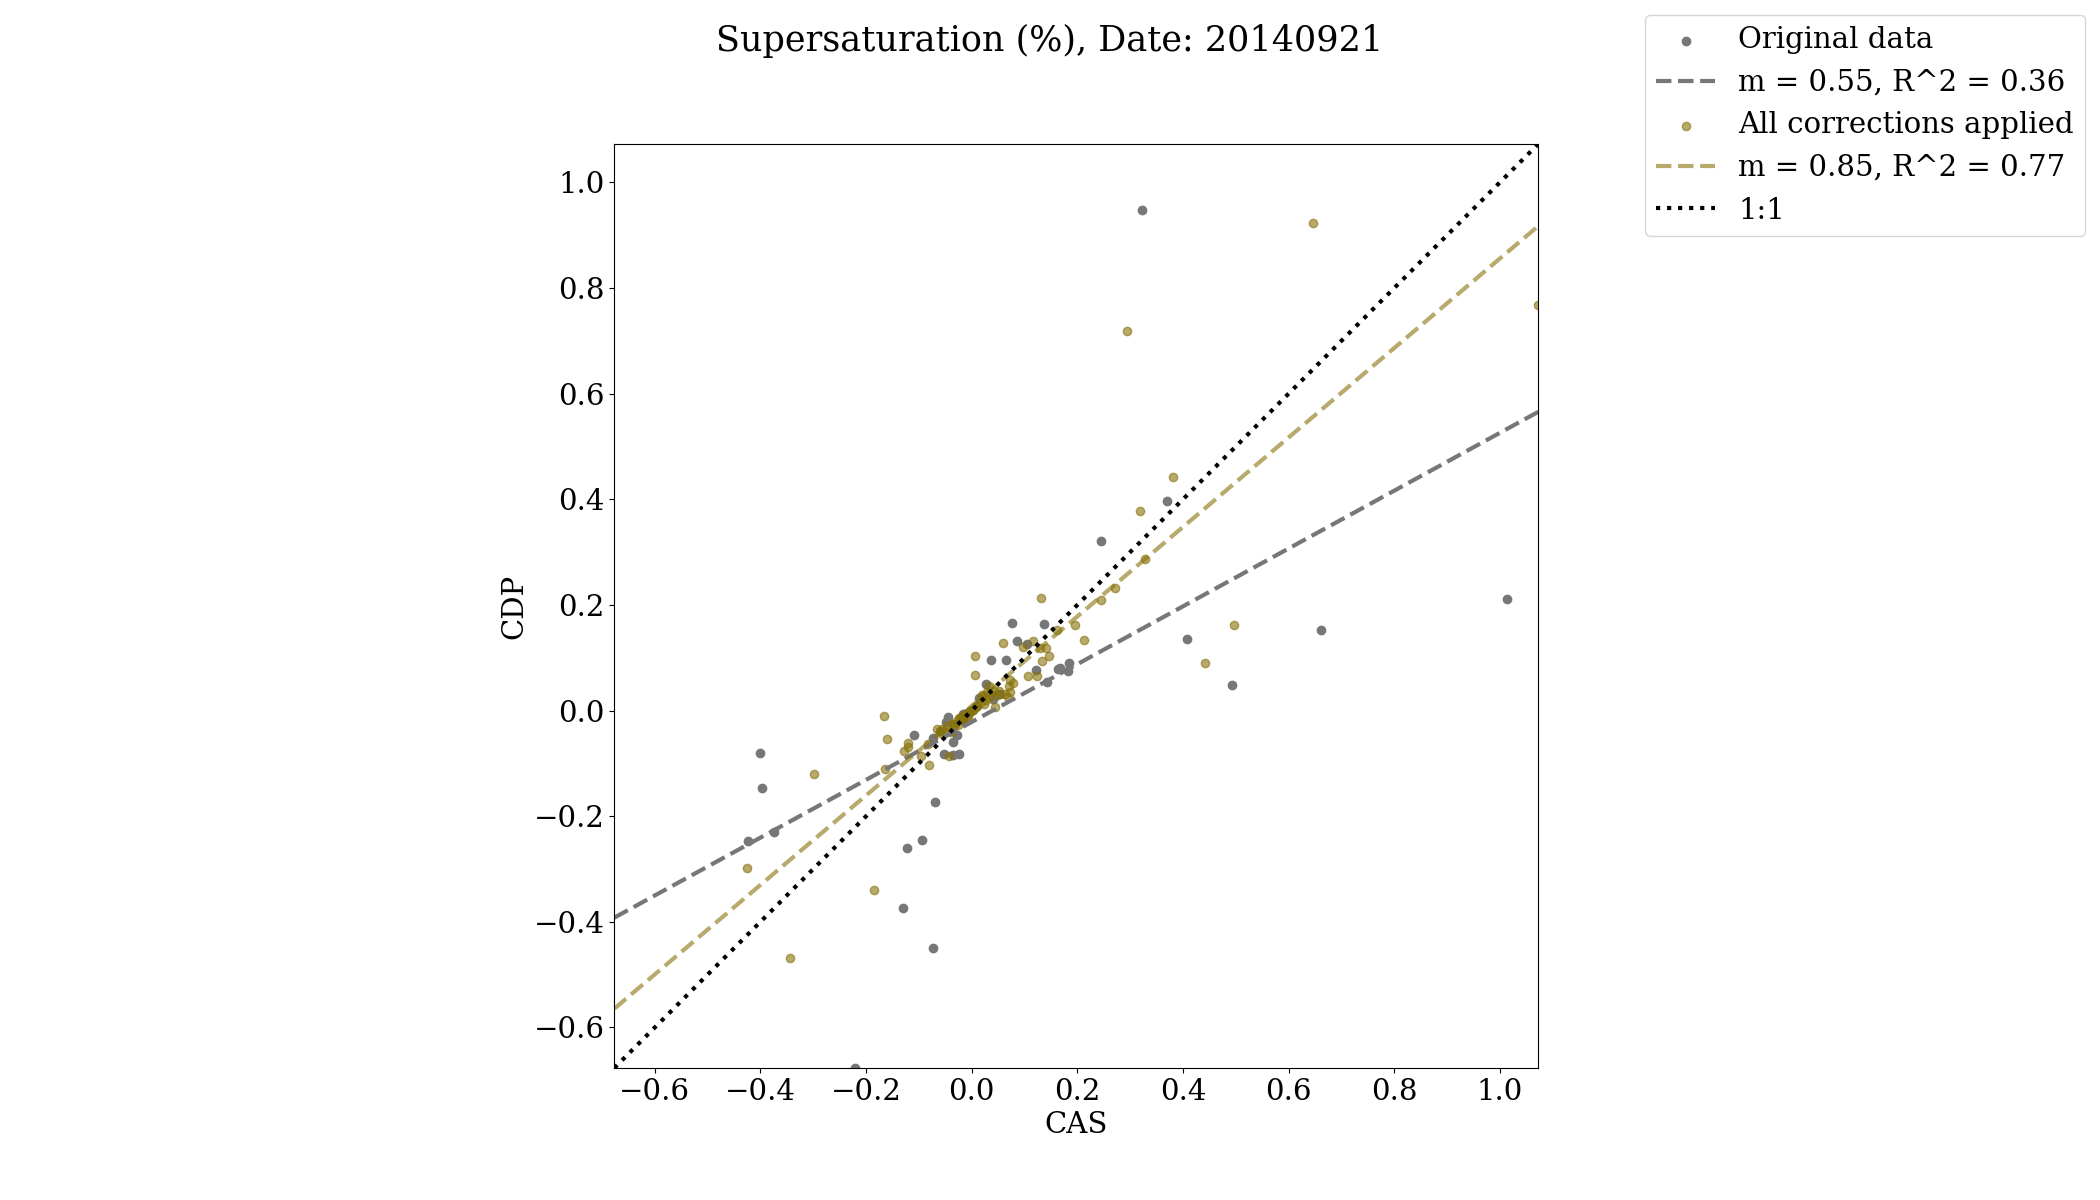 Supersaturation (%), Date: 20140921
Original data
m = 0.55, R^2 = 0.36
All corrections applied
m = 0.85, R^2 = 0.77
1:1
1.0
0.8
0.6
0.4
0.2
0.0
−0.2
−0.4
−0.6
CDP
−0.6 −0.4 −0.2 0.0 0.2 0.4 0.6 0.8 1.0
CAS